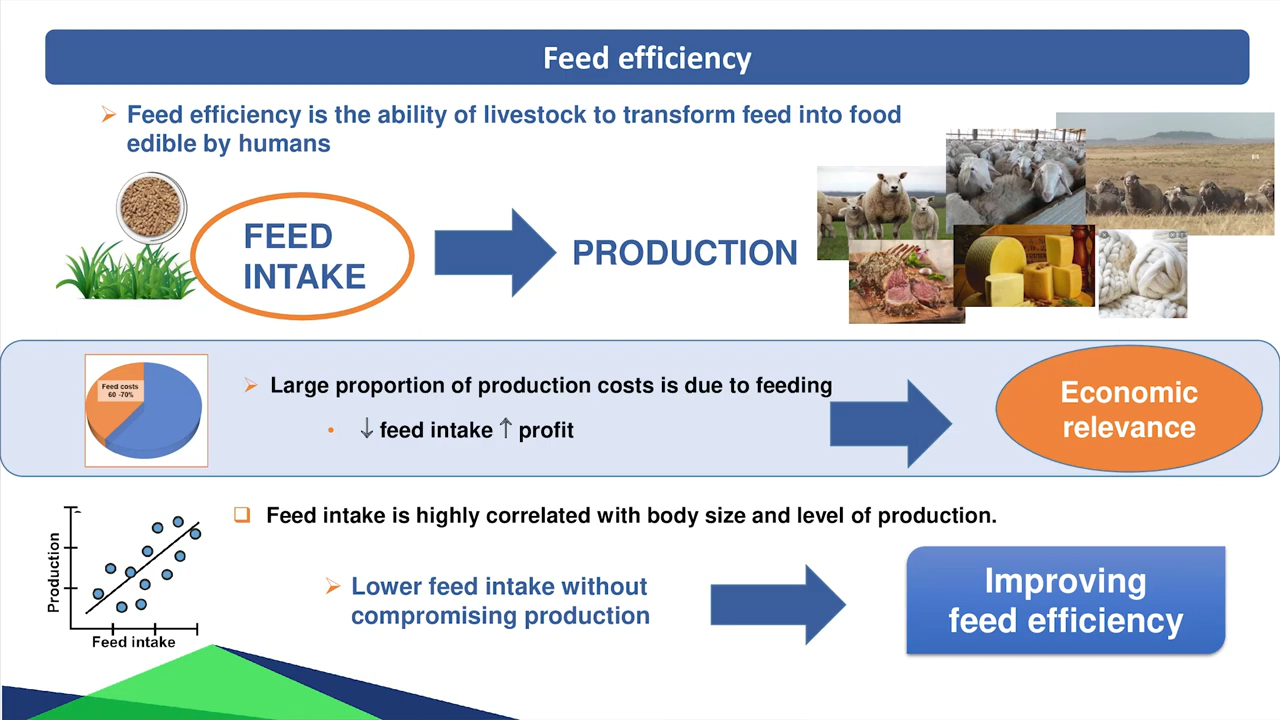 Feed efficiency
➢ Feed efficiency is the ability of livestock to transform feed into food
edible by humans
FEED
INTAKE
PRODUCTION
Feed costs
60 -70%
➢ Large proportion of production costs is due to feeding
• ↓ feed intake ↑ profit
Economic
relevance
Production
Feed intake
❑ Feed intake is highly correlated with body size and level of production.
➢ Lower feed intake without
compromising production
Improving
feed efficiency